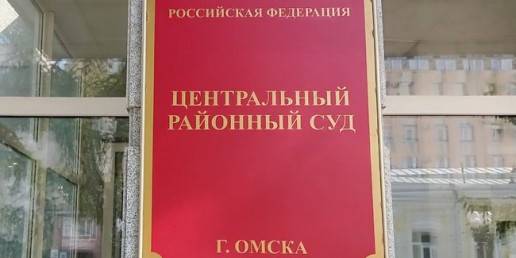 РОССИЙСКАЯ ФЕДЕРАЦИЯ
ЦЕНТРАЛЬНЫЙ
РАЙОННЫЙ СУД
Г. ОМСКА